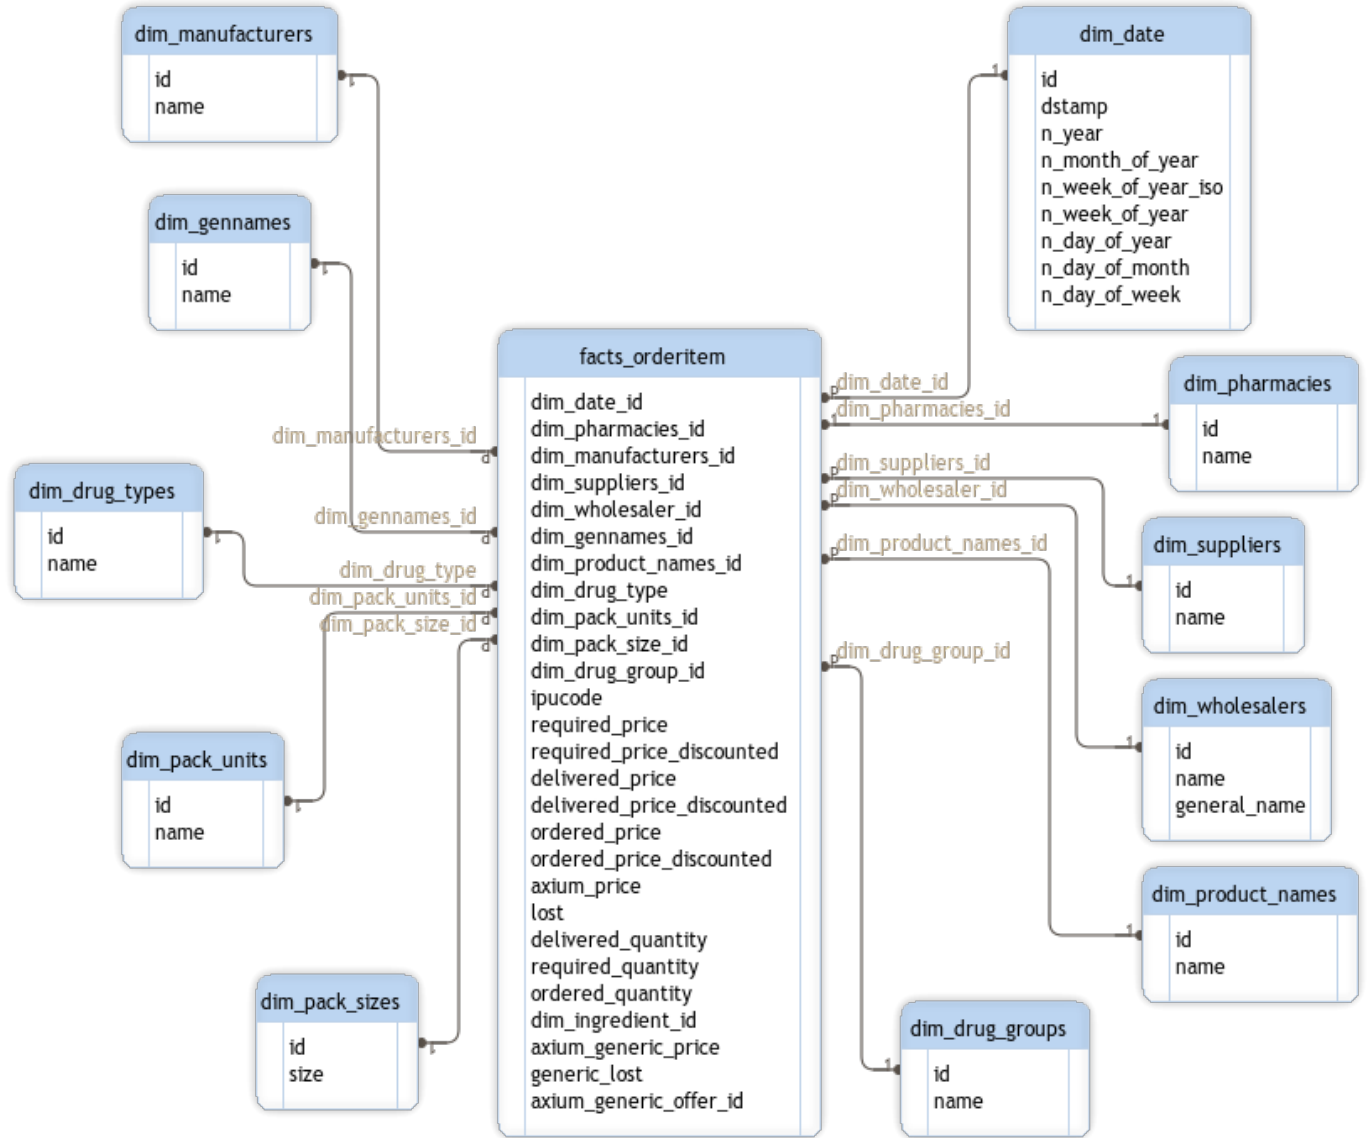 dim_manufacturers
id
name
dim_date
id
dstamp
n_year
n_month_of_year
n_week_of_year_iso
n_week_of_year
n_day_of_year
n_day_of_month
n_day_of_week
dim_gennames
id
name
facts_orderitem
dim_date_id
dim_pharmacies_id
dim_manufacturers_id
dim_suppliers_id
dim_wholesaler_id
dim_gennames_id
dim_product_names_id
dim_drug_type
dim_pack_units_id
dim_pack_size_id
dim_drug_group_id
ipucode
required_price
required_price_discounted
delivered_price
delivered_price_discounted
ordered_price
ordered_price_discounted
axium_price
lost
delivered_quantity
required_quantity
ordered_quantity
dim_ingredient_id
axium_generic_price
generic_lost
axium_generic_offer_id
dim_manufacturers_id
dim_gennames_id
dim_drug_type
dim_pack_units_id
dim_pack_size_id
dim_date_id
dim_pharmacies_id
dim_suppliers_id
dim_wholesaler_id
dim_product_names_id
dim_drug_group_id
dim_pharmacies
id
name
dim_drug_types
id
name
dim_suppliers
id
name
dim_wholesalers
id
name
general_name
dim_pack_units
id
name
dim_product_names
id
name
dim_pack_sizes
id
size
dim_drug_groups
id
name